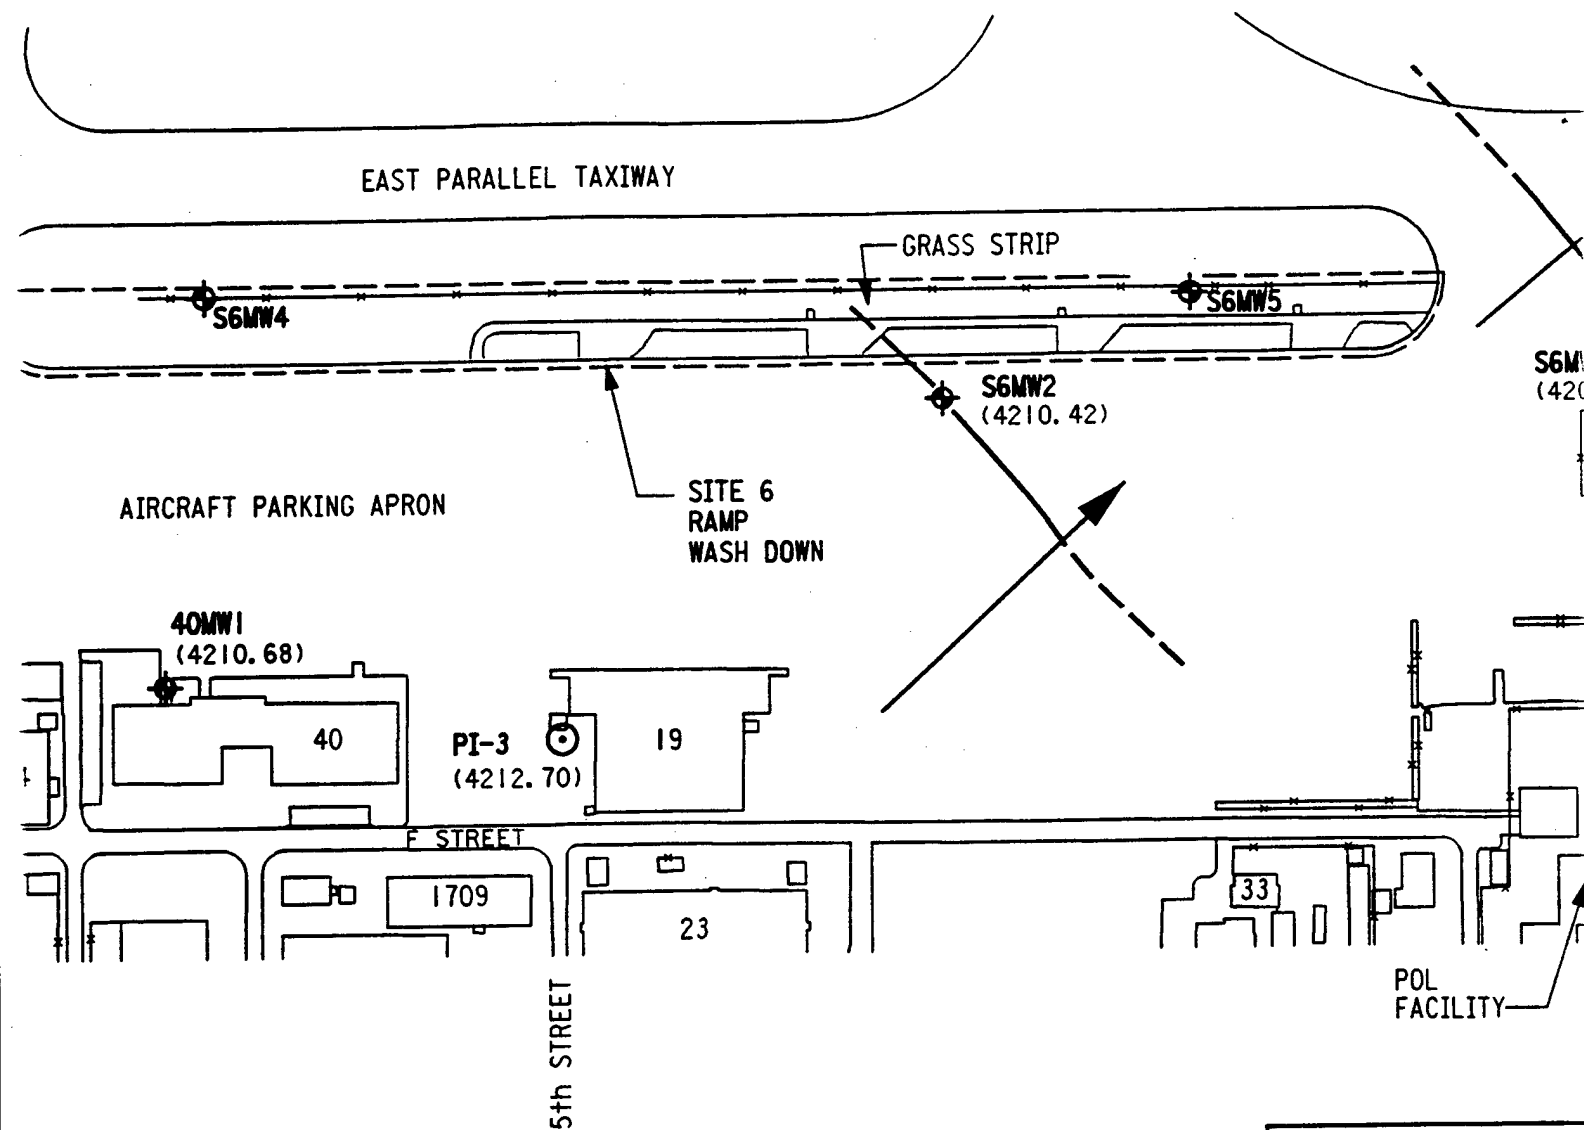 EAST PARALLEL TAXIWAY
GRASS STRIP
S6MW4
S6MW5
S6MW2
(4210.42)
SITE 6
RAMP
WASH DOWN
AIRCRAFT PARKING APRON
40MW1
(4210.68)
40
PI-3
(4212.70)
19
F STREET
1709
23
33
5th STREET
POL
FACILITY